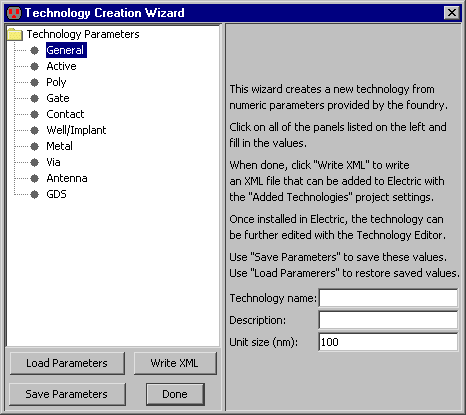 Technology Creation Wizard
Technology Parameters
General
Active
Poly
Gate
Contact
Well/Implant
Metal
Via
Antenna
GDS
Load Parameters
Write XML
Save Parameters
Done
This wizard creates a new technology from
numeric parameters provided by the foundry.
Click on all of the panels listed on the left and
fill in the values.
When done, click "Write XML" to write
an XML file that can be added to Electric with
the "Added Technologies" project settings.
Once installed in Electric, the technology can
be further edited with the Technology Editor.
Use "Save Parameters" to save these values.
Use "Load Paramerers" to restore saved values.
Technology name:
Description:
Unit size (nm): 100